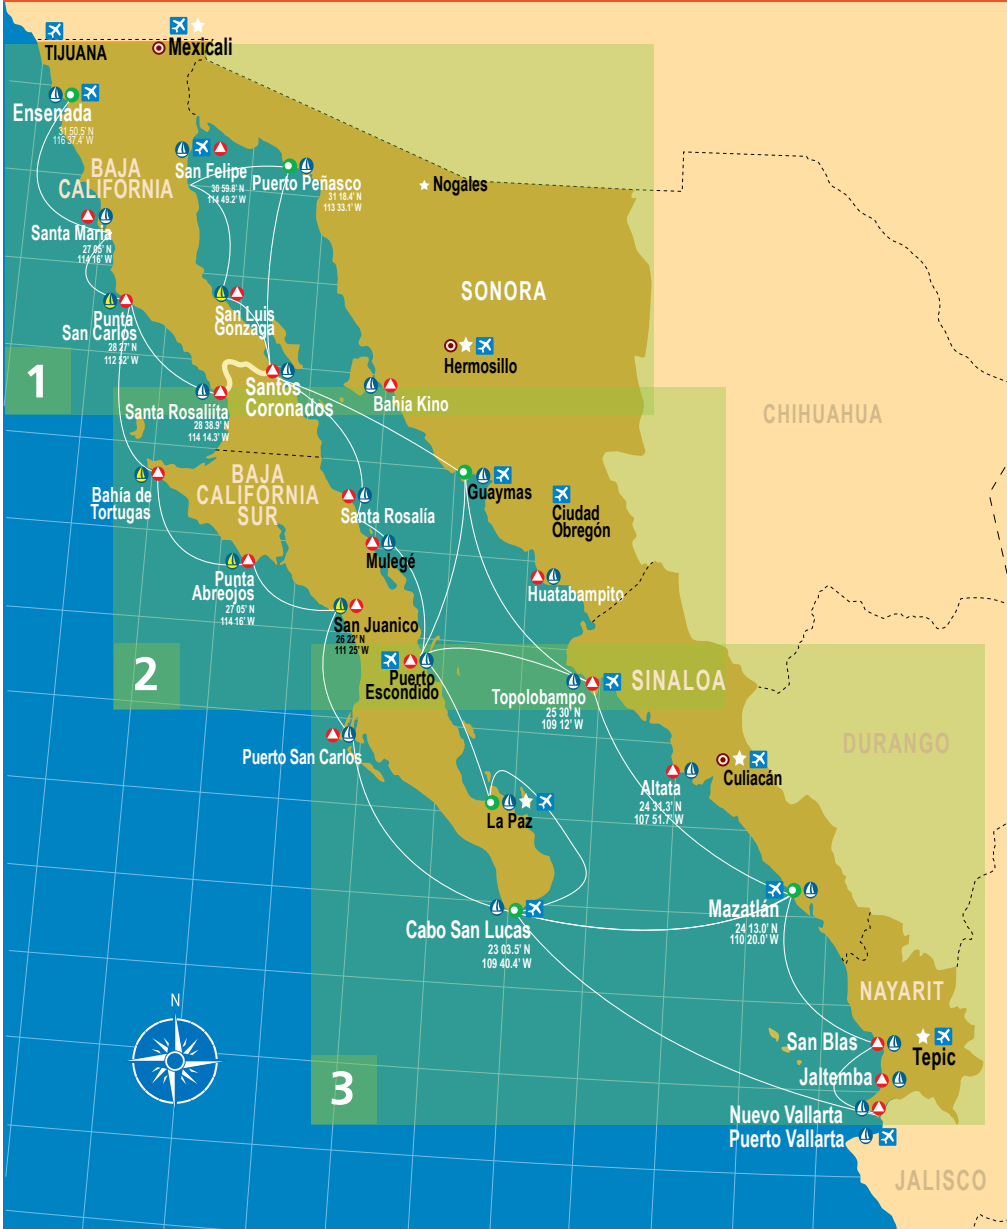 TIJUANA
Mexicali
Ensenada
31 50.5' N
116 37.4' W
BAJA
CALIFORNIA
San Felipe
30 59.8' N
114 49.2' W
Puerto Peñasco
31 18.4' N
113 33.1' W
Nogales
Santa Maria
27 05' N
114 16' W
SONORA
Punta
San Carlos
28 27' N
112 52' W
San Luis
Gonzaga
Hermosillo
1
Santos
Coronados
Bahía Kino
Santa Rosaliíta
28 38.9' N
114 14.3' W
CHIHUAHUA
Bahía de
Tortugas
BAJA
CALIFORNIA
SUR
Guaymas
Ciudad
Obregón
Santa Rosalía
Mulegé
Punta
Abreojos
27 05' N
114 16' W
Huatabampito
San Juanico
26 22' N
111 25' W
2
Puerto
Escondido
Topolobampo
25 30' N
109 12' W
SINALOA
DURANGO
Puerto San Carlos
Culiacán
Altata
24 31.3' N
107 51.7' W
La Paz
Mazatlán
24 13.0' N
110 20.0' W
Cabo San Lucas
23 03.5' N
109 40.4' W
NAYARIT
N
San Blas
Tepic
Jaltemba
3
Nuevo Vallarta
Puerto Vallarta
JALISCO